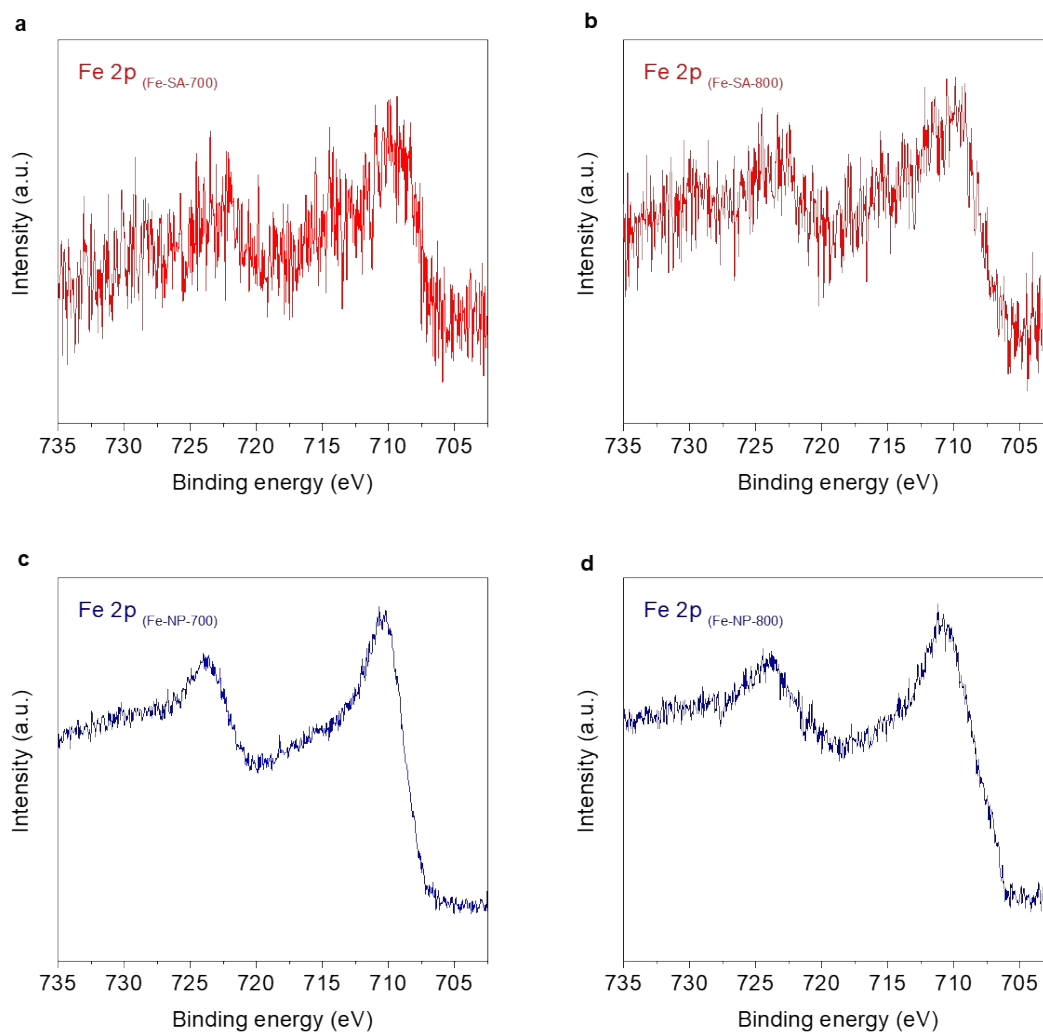 a
Fe 2p (Fe-SA-700)
Intensity (a.u.)
735 730 725 720 715 710 705
Binding energy (eV)
b
Fe 2p (Fe-SA-800)
Intensity (a.u.)
735 730 725 720 715 710 705
Binding energy (eV)
c
Fe 2p (Fe-NP-700)
Intensity (a.u.)
735 730 725 720 715 710 705
Binding energy (eV)
d
Fe 2p (Fe-NP-800)
Intensity (a.u.)
735 730 725 720 715 710 705
Binding energy (eV)